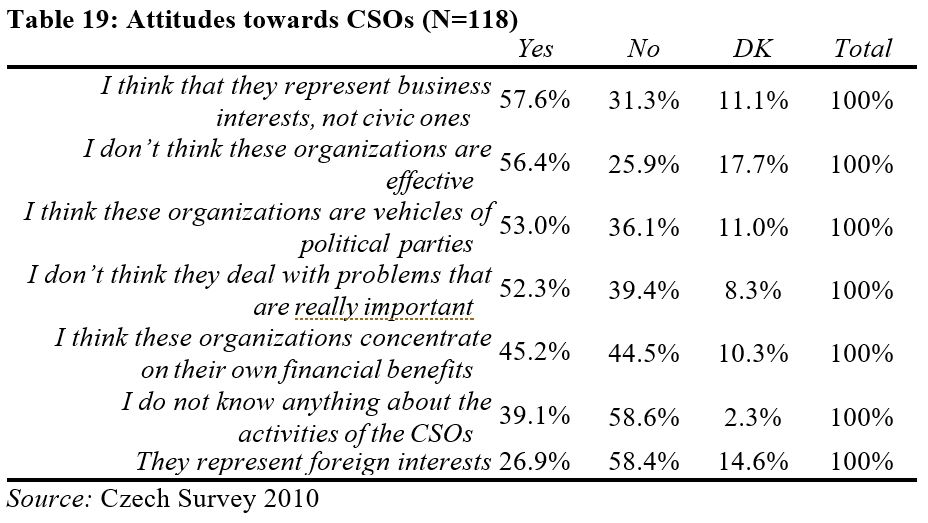 Table 19: Attitudes towards CSOs (N=118)
Yes No DK Total
I think that they represent business
interests, not civic ones 57.6% 31.3% 11.1% 100%
I don’t think these organizations are
effective 56.4% 25.9% 17.7% 100%
I think these organizations are vehicles of
political parties 53.0% 36.1% 11.0% 100%
I don’t think they deal with problems that
are really important 52.3% 39.4% 8.3% 100%
I think these organizations concentrate
on their own financial benefits 45.2% 44.5% 10.3% 100%
I do not know anything about the
activities of the CSOs 39.1% 58.6% 2.3% 100%
They represent foreign interests 26.9% 58.4% 14.6% 100%
Source: Czech Survey 2010